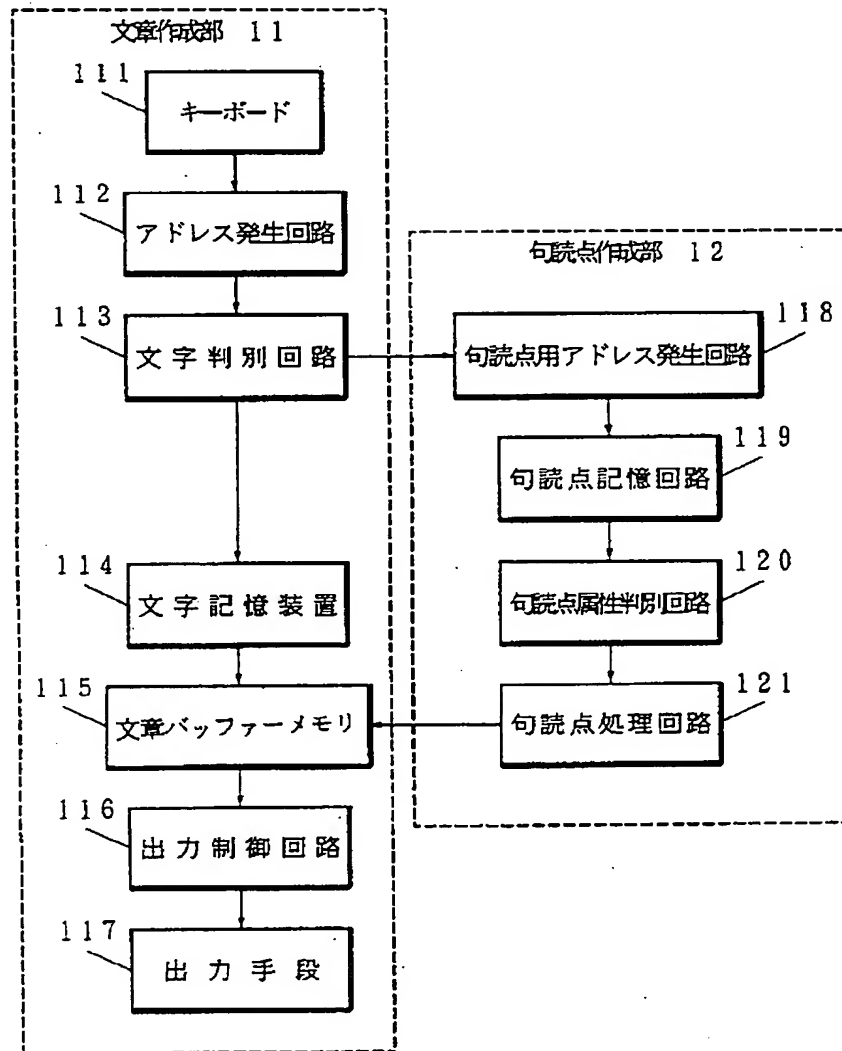 文章作成部 11
111
キーボード
112
アドレス発生回路
113
文字判別回路
114
文字記憶装置
115
文章バッファーメモリ
116
出力制御回路
117
出力手段
句読点作成部 12
118
句読点用アドレス発生回路
119
句読点記憶回路
120
句読点属性判別回路
121
句読点処理回路